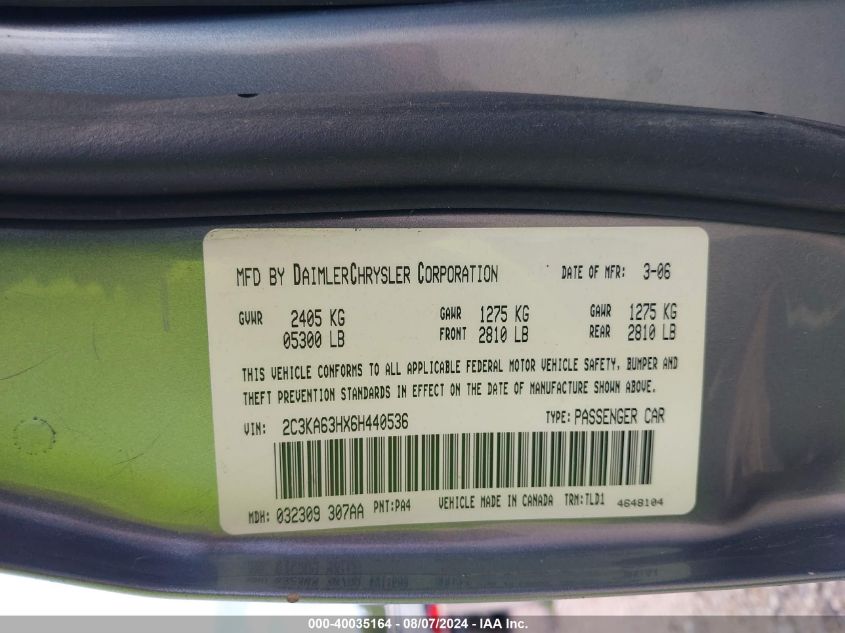 MFD BY DAIMLERCHRYSLER CORPORATION DATE OF MFR: 3-06
GVWR 2405 KG GAWR 1275 KG GAWR 1275 KG
05300 LB FRONT 2810 LB REAR 2810 LB
THIS VEHICLE CONFORMS TO ALL APPLICABLE FEDERAL MOTOR VEHICLE SAFETY, BUMPER AND
THEFT PREVENTION STANDARDS IN EFFECT ON THE DATE OF MANUFACTURE SHOWN ABOVE.
VIN: 2C3KA63HX6H440536 TYPE: PASSENGER CAR
MDH: 032309 307AA PNT:PA4 VEHICLE MADE IN CANADA TRM:TLD1 4648104
000-40035164 - 08/07/2024 - IAA Inc.